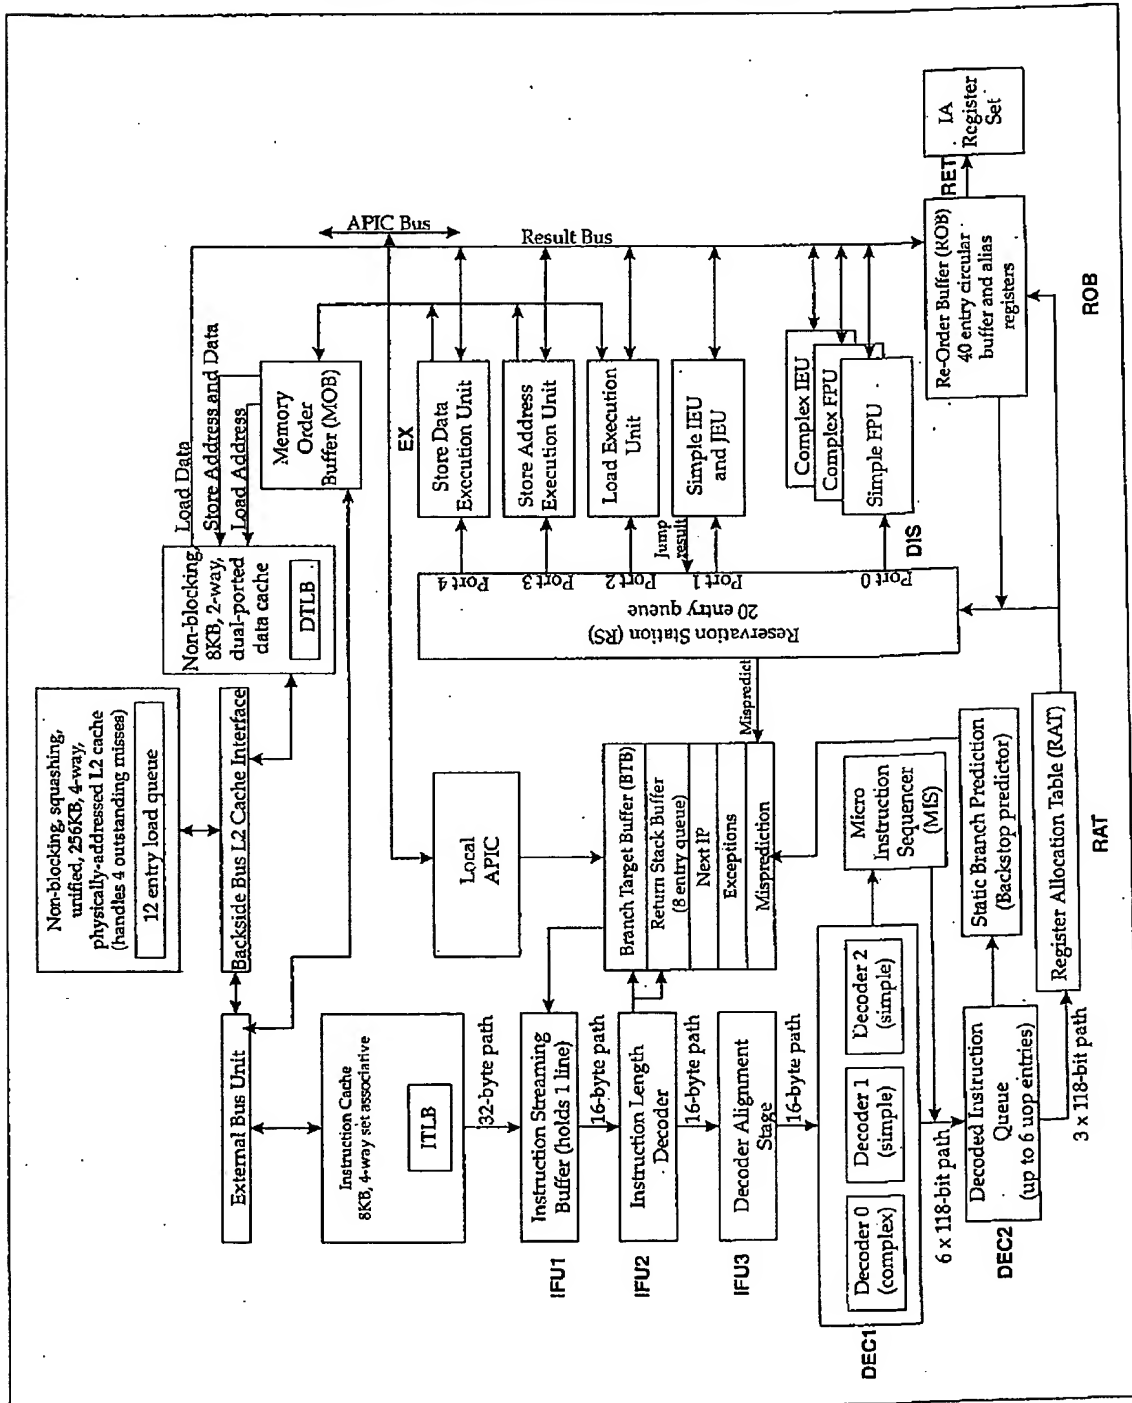 Non-blocking, squashing,
unified, 256KB, 4-way,
physically-addressed L2 cache
(handles 4 outstanding misses)
12 entry load queue
Backside Bus L2 Cache Interface
External Bus Unit
Non-blocking,
8KB, 2-way,
dual-ported
data cache
DTLB
Load Data
Store Address and Data
Load Address
Memory
Order
Buffer (MOB)
APIC Bus
Result Bus
Instruction Cache
8KB, 4-way set associative
ITLB
32-byte path
Local
APIC
IFU1
Instruction Streaming
Buffer (holds 1 line)
16-byte path
IFU2
Instruction Length
Decoder
16-byte path
IFU3
Decoder Alignment
Stage
16-byte path
Branch Target Buffer (BTB)
Return Stack Buffer
(8 entry queue)
Next IP
Exceptions
Misprediction
Mispredict
Reservation Station (RS)
20 entry queue
Port 4
Port 3
Port 2
Port 1
Port 0
Jump
result
EX
Store Data
Execution Unit
Store Address
Execution Unit
Load Execution
Unit
Simple IEU
and JEU
Complex IEU
Complex FPU
Simple FPU
DIS
DEC1
Decoder 0
(complex)
Decoder 1
(simple)
Decoder 2
(simple)
Micro
Instruction
Sequencer
(MIS)
6 x 118-bit path
DEC2
Decoded Instruction
Queue
(up to 6 uop entries)
Static Branch Prediction
(Backstop predictor)
3 x 118-bit path
Register Allocation Table (RAT)
RAT
Re-Order Buffer (ROB)
40 entry circular
buffer and alias
registers
ROB
RET
IA
Register
Set